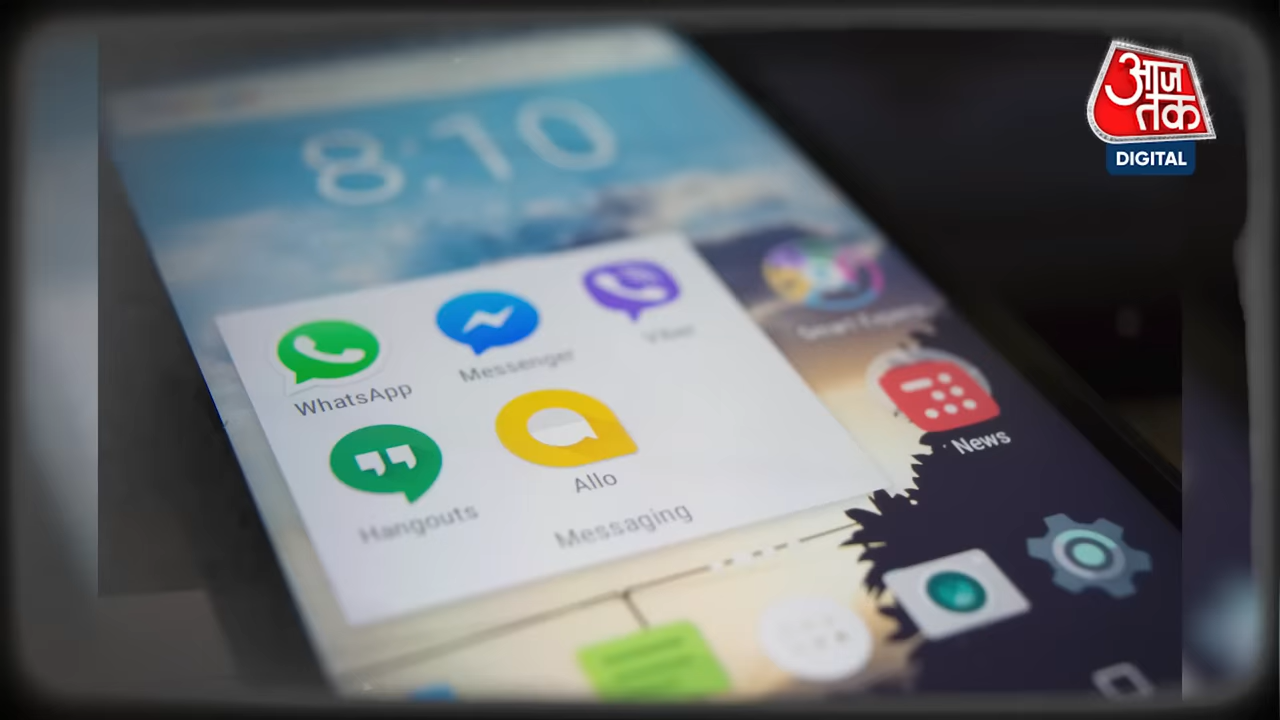 आज
तक
DIGITAL
8:10
WhatsApp
Messenger
Viber
Hangouts
Allo
Messaging
News